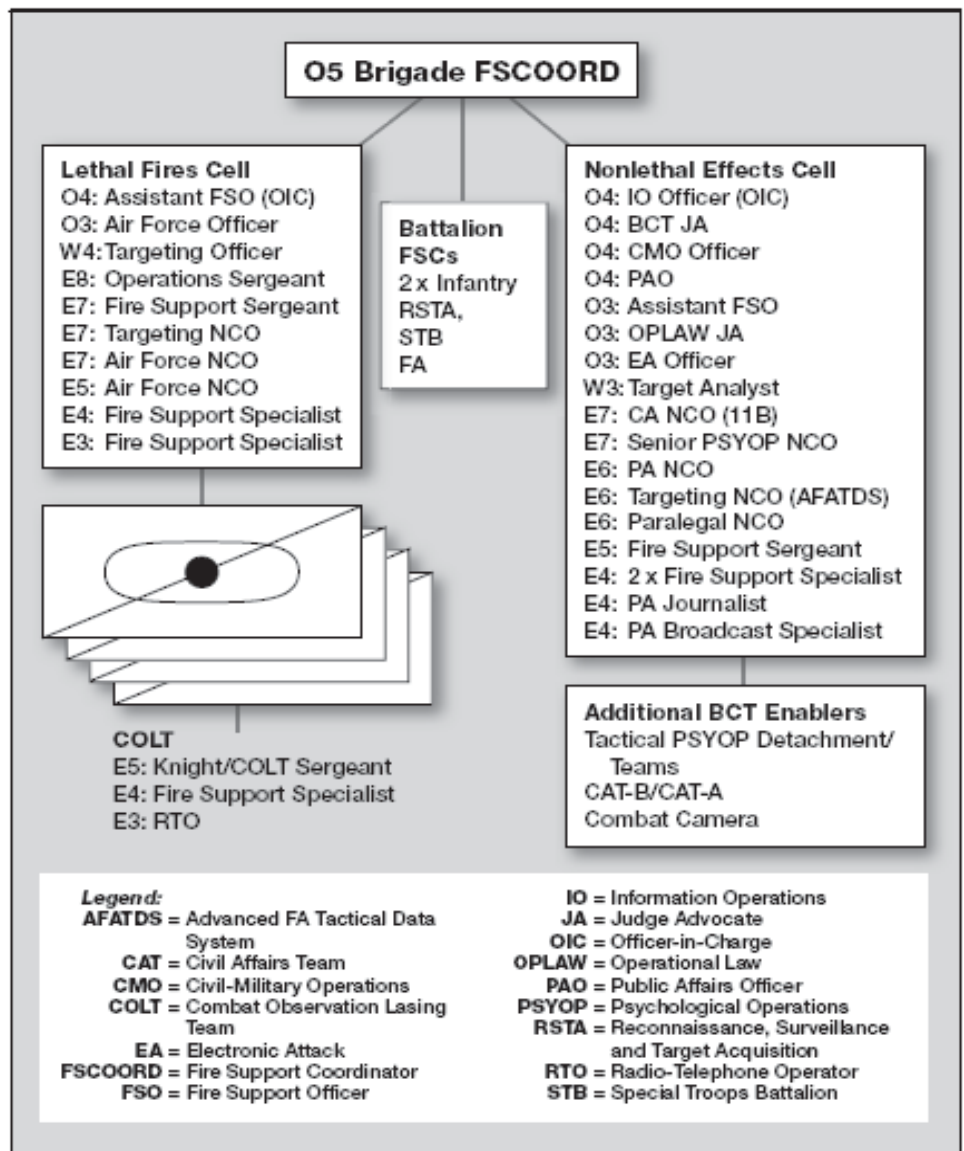 O5 Brigade FSCOORD
Lethal Fires Cell
O4: Assistant FSO (OIC)
O3: Air Force Officer
W4: Targeting Officer
E8: Operations Sergeant
E7: Fire Support Sergeant
E7: Targeting NCO
E7: Air Force NCO
E5: Air Force NCO
E4: Fire Support Specialist
E3: Fire Support Specialist
COLT
E5: Knight/COLT Sergeant
E4: Fire Support Specialist
E3: RTO
Battalion
FSCs
2 x Infantry
RSTA,
STB
FA
Nonlethal Effects Cell
O4: IO Officer (OIC)
O4: BCT JA
O4: CMO Officer
O4: PAO
O3: Assistant FSO
O3: OPLAW JA
O3: EA Officer
W3: Target Analyst
E7: CA NCO (11B)
E7: Senior PSYOP NCO
E6: PA NCO
E6: Targeting NCO (AFATDS)
E6: Paralegal NCO
E5: Fire Support Sergeant
E4: 2 x Fire Support Specialist
E4: PA Journalist
E4: PA Broadcast Specialist
Additional BCT Enablers
Tactical PSYOP Detachment/
Teams
CAT-B/CAT-A
Combat Camera
Legend:
AFATDS = Advanced FA Tactical Data
System
CAT = Civil Affairs Team
CMO = Civil-Military Operations
COLT = Combat Observation Lasing
Team
EA = Electronic Attack
FSCOORD = Fire Support Coordinator
FSO = Fire Support Officer
IO = Information Operations
JA = Judge Advocate
OIC = Officer-in-Charge
OPLAW = Operational Law
PAO = Public Affairs Officer
PSYOP = Psychological Operations
RSTA = Reconnaissance, Surveillance
and Target Acquisition
RTO = Radio-Telephone Operator
STB = Special Troops Battalion